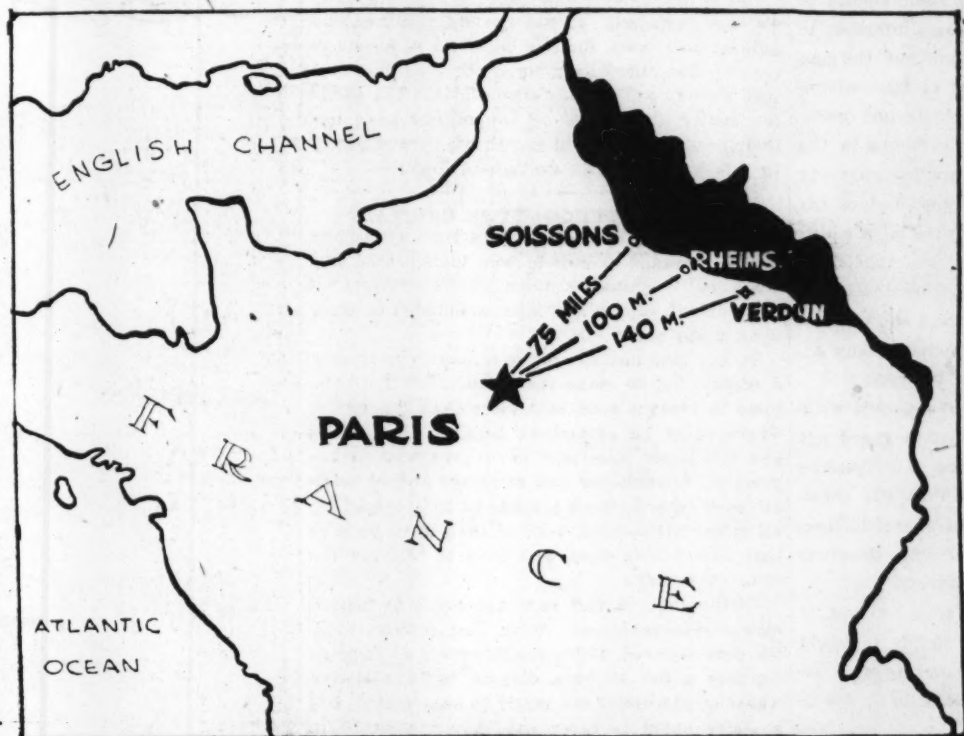 ENGLISH CHANNEL
SOISSONS
RHEIMS.
VERDUN
75 MILES
100 M.
140 M.
PARIS
FRANCE
ATLANTIC
OCEAN